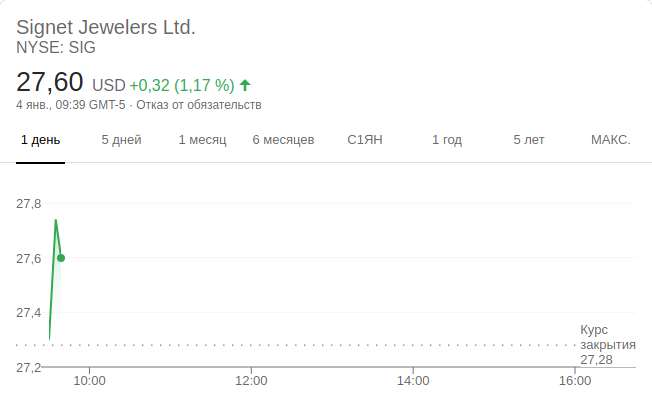 Signet Jewelers Ltd.
NYSE: SIG
27,60 USD +0,32 (1,17 %)
4 янв., 09:39 GMT-5 · Отказ от обязательств
1 день 5 дней 1 месяц 6 месяцев С1ЯН 1 год 5 лет МАКС.
27,8
27,6
27,4
Курс
закрытия
27,28
27,2
10:00 12:00 14:00 16:00